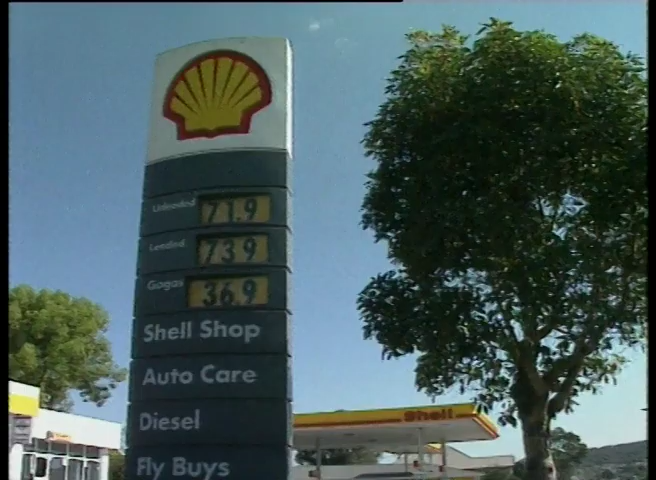 Unleaded 71.9
Leaded 73.9
Gogas 36.9
Shell Shop
Auto Care
Diesel
Fly Buys
Shell